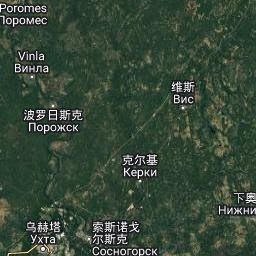 Poromes
Поромес
Vinla
Винла
维斯
Вис
波罗日斯克
Порожск
克尔基
Керки
下奥
Нижни
乌赫塔
Ухта
索斯诺戈
尔斯克
Сосногорск